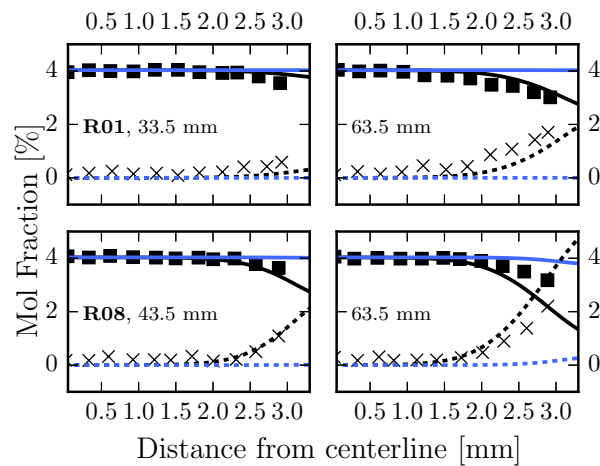 0.5 1.0 1.5 2.0 2.5 3.0 0.5 1.0 1.5 2.0 2.5 3.0
4 4
2 2
0 0
R01, 33.5 mm 63.5 mm
4 4
2 2
0 0
R08, 43.5 mm 63.5 mm
0.5 1.0 1.5 2.0 2.5 3.0 0.5 1.0 1.5 2.0 2.5 3.0
Mol Fraction [%]
Distance from centerline [mm]